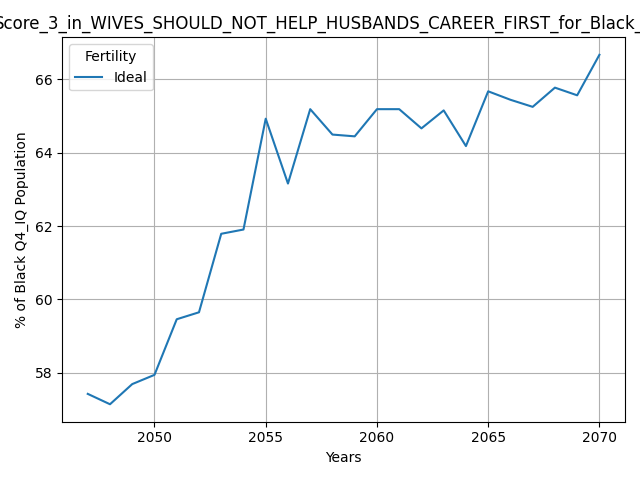 Score_3_in_WIVES_SHOULD_NOT_HELP_HUSBANDS_CAREER_FIRST_for_Black_
Fertility
Ideal
66
64
62
60
58
% of Black Q4_IQ Population
2050
2055
2060
2065
2070
Years